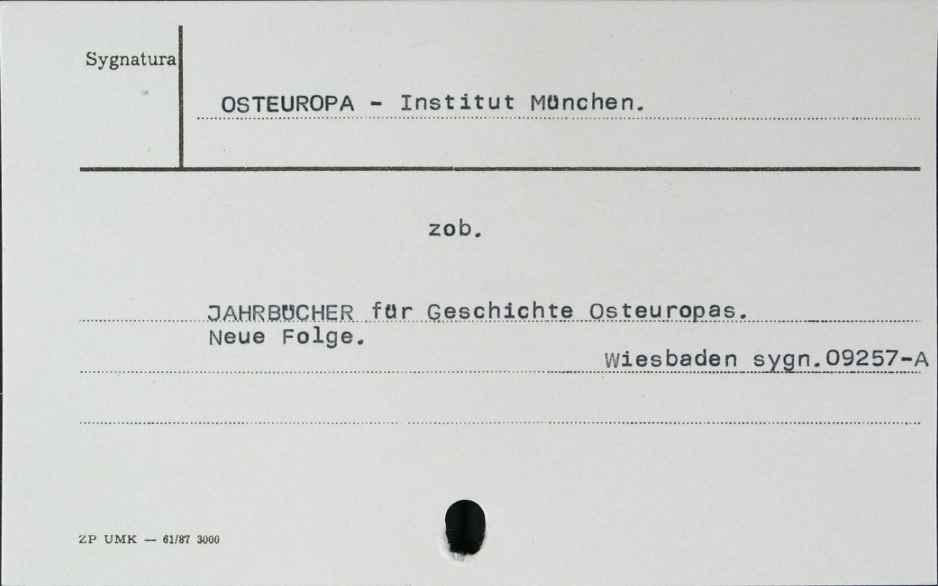 Sygnatura
OSTEUROPA - Institut München.
zob.
JAHRBÜCHER für Geschichte Osteuropas.
Neue Folge.
Wiesbaden sygn.09257-A
ZP UMK — 61/87 3000